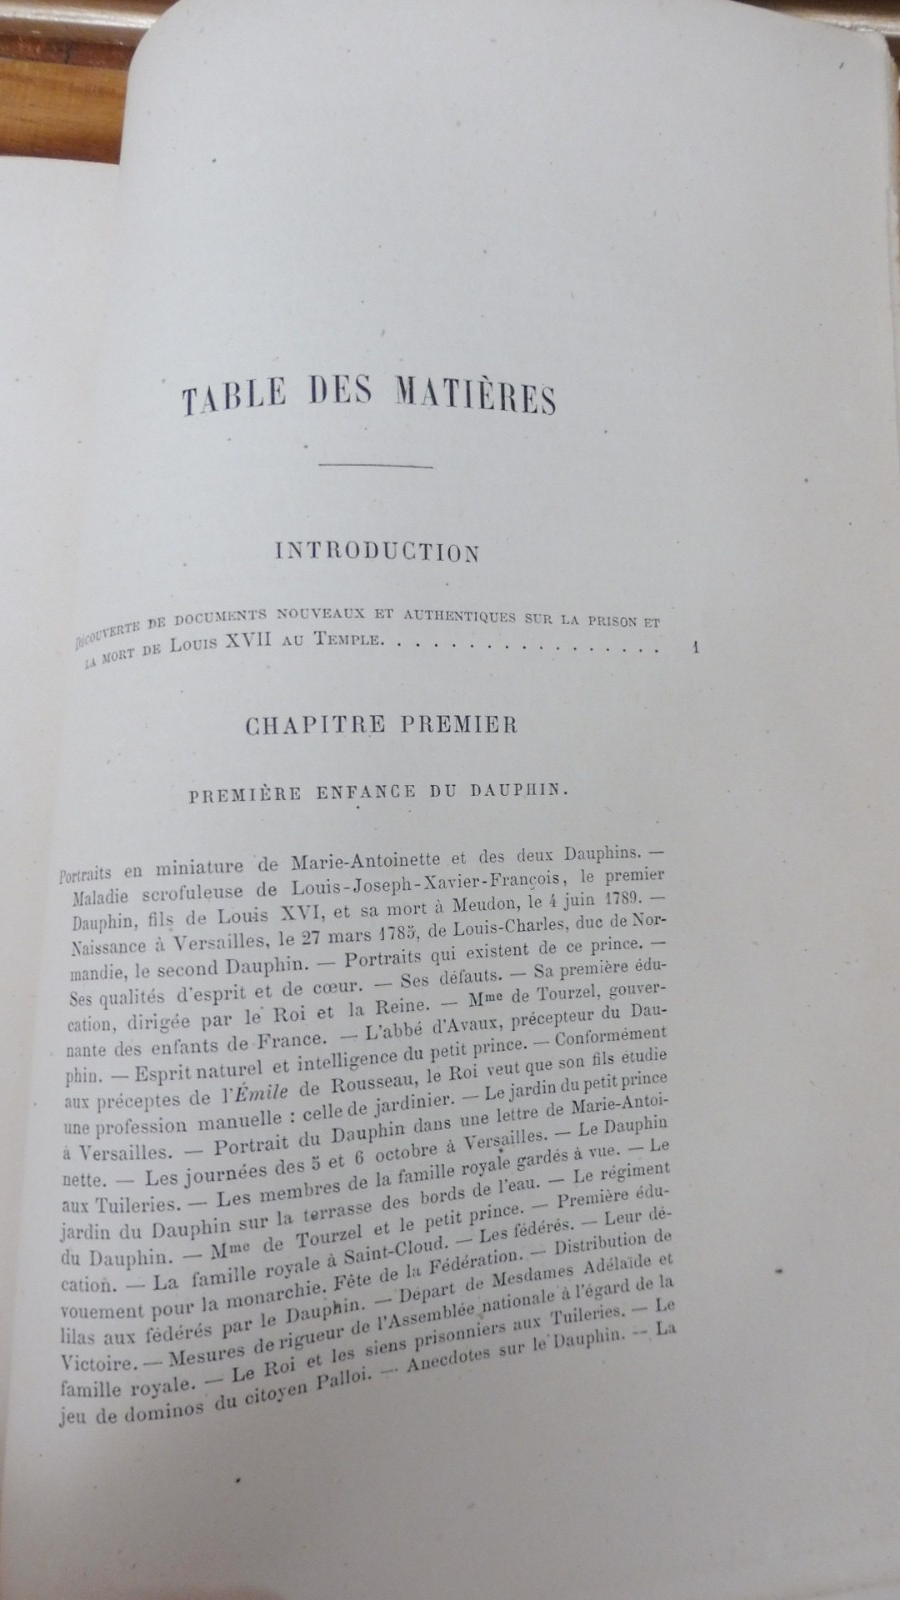 TABLE DES MATIÈRES
INTRODUCTION
DÉCOUVERTE DE DOCUMENTS NOUVEAUX ET AUTHENTIQUES SUR LA PRISON ET
LA MORT DE LOUIS XVII AU TEMPLE. . . . . . . . . . . . . . . . . . 1
CHAPITRE PREMIER
PREMIÈRE ENFANCE DU DAUPHIN.
Portraits en miniature de Marie-Antoinette et des deux Dauphins. —
Maladie scrofuleuse de Louis-Joseph-Xavier-François, le premier
Dauphin, fils de Louis XVI, et sa mort à Meudon, le 4 juin 1789. —
Naissance à Versailles, le 27 mars 1785, de Louis-Charles, duc de Nor-
mandie, le second Dauphin. — Portraits qui existent de ce prince. —
Ses qualités d'esprit et de cœur. — Ses défauts. — Sa première édu-
cation, dirigée par le Roi et la Reine. — Mme de Tourzel, gouver-
nante des enfants de France. — L'abbé d'Avaux, précepteur du Dau-
phin. — Esprit naturel et intelligence du petit prince. — Conformément
aux préceptes de l'Émile de Rousseau, le Roi veut que son fils étudie
une profession manuelle : celle de jardinier. — Le jardin du petit prince
à Versailles. — Portrait du Dauphin dans une lettre de Marie-Antoi-
nette. — Les journées des 5 et 6 octobre à Versailles. — Le Dauphin
aux Tuileries. — Les membres de la famille royale gardés à vue. — Le
jardin du Dauphin sur la terrasse des bords de l'eau. — Le régiment
du Dauphin. — Mme de Tourzel et le petit prince. — Première édu-
cation. — La famille royale à Saint-Cloud. — Les fédérés. — Leur dé-
vouement pour la monarchie. Fête de la Fédération. — Distribution de
lilas aux fédérés par le Dauphin. — Départ de Mesdames Adélaïde et
Victoire. — Mesures de rigueur de l'Assemblée nationale à l'égard de la
famille royale. — Le Roi et les siens prisonniers aux Tuileries. — Le
jeu de dominos du citoyen Palloi. — Anecdotes sur le Dauphin. — La